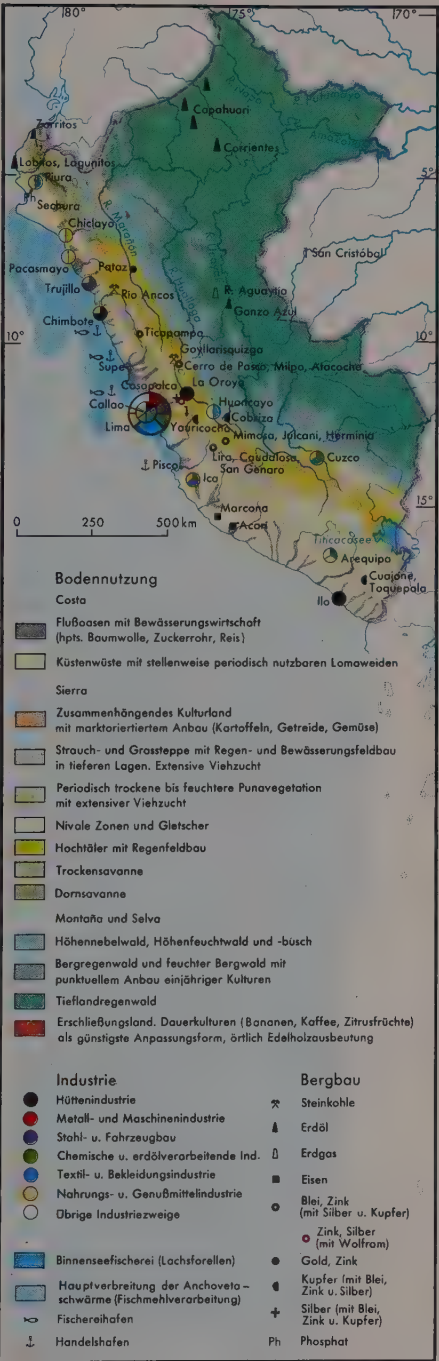 80°
75°
70°
R. Putumayo
Capahuari
Amazonas
Zorritos
Corrientes
Lobitos, Lagunitos
Piura
5°
Ph
Sechura
R. Marañón
Chiclayo
San Cristóbal
Pacasmayo
Pataz
R. Huallaga
Trujillo
Rio Ancos
R. Aguaytia
Ganzo Azul
Chimbote
Ticapampa
10°
Goyllarisquizga
Supe
Cerro de Pasco, Milpo, Atacocha
Casapalca
La Oroya
Callao
Huancayo
Cobriza
Lima
Yauricocha
Mimosa, Julcani, Herminia
Lira, Caudalosa,
San Genaro
Cuzco
Pisco
Ica
Marcona
15°
Acari
0 250 500 km
Titicacasee
Arequipa
Cuajone,
Toquepala
Ilo
Bodennutzung
Costa
Flußoasen mit Bewässerungswirtschaft
(hpts. Baumwolle, Zuckerrohr, Reis)
Küstenwüste mit stellenweise periodisch nutzbaren Lomaweiden
Sierra
Zusammenhängendes Kulturland
mit marktoriertiertem Anbau (Kartoffeln, Getreide, Gemüse)
Strauch- und Grassteppe mit Regen- und Bewässerungsfeldbau
in tieferen Lagen. Extensive Viehzucht
Periodisch trockene bis feuchtere Punavegetation
mit extensiver Viehzucht
Nivale Zonen und Gletscher
Hochtäler mit Regenfeldbau
Trockensavanne
Dornsavanne
Montaña und Selva
Höhennebelwald, Höhenfeuchtwald und -busch
Bergregenwald und feuchter Bergwald mit
punktuellem Anbau einjähriger Kulturen
Tieflandregenwald
Erschließungsland. Dauerkulturen (Bananen, Kaffee, Zitrusfrüchte)
als günstigste Anpassungsform, örtlich Edelholzausbeutung
Industrie
Hüttenindustrie
Metall- und Maschinenindustrie
Stahl- u. Fahrzeugbau
Chemische u. erdölverarbeitende Ind.
Textil- u. Bekleidungsindustrie
Nahrungs- u. Genußmittelindustrie
Übrige Industriezweige
Binnenseefischerei (Lachsforellen)
Hauptverbreitung der Anchoveta-
schwärme (Fischmehlverarbeitung)
Fischereihafen
Handelshafen
Bergbau
Steinkohle
Erdöl
Erdgas
Eisen
Blei, Zink
(mit Silber u. Kupfer)
Zink, Silber
(mit Wolfram)
Gold, Zink
Kupfer (mit Blei,
Zink u. Silber)
Silber (mit Blei,
Zink u. Kupfer)
Ph Phosphat